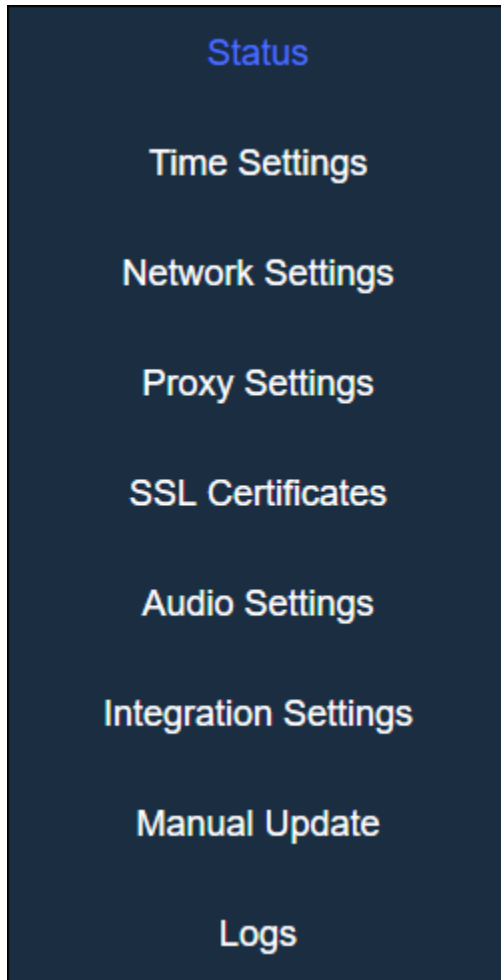 Status
Time Settings
Network Settings
Proxy Settings
SSL Certificates
Audio Settings
Integration Settings
Manual Update
Logs